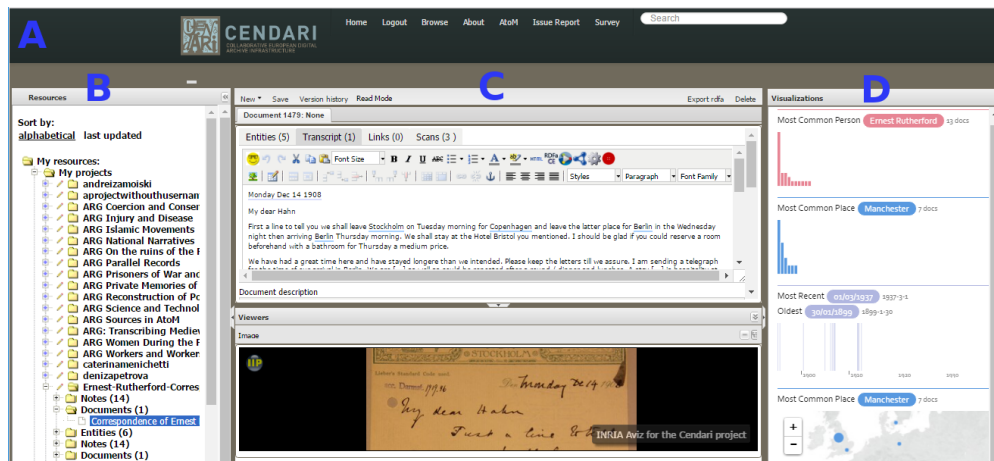 A
CENDARI
COLLABORATIVE EUROPEAN DIGITAL
ARCHIVE INFRASTRUCTURE
Home Logout Browse About AtoM Issue Report Survey
Search
B
Resources
Sort by:
alphabetical last updated
My resources:
My projects
andreizamoiski
aprojectwithouthusernam
ARG Coercion and Conser
ARG Injury and Disease
ARG Islamic Movements
ARG National Narratives
ARG On the ruins of the F
ARG Parallel Records
ARG Prisoners of War and
ARG Private Memories of
ARG Reconstruction of Po
ARG Science and Technol
ARG Sources in AtoM
ARG: Transcribing Mediev
ARG Women During the F
ARG Workers and Worker
caterinamenichetti
denizapetrova
Ernest-Rutherford-Corres
Notes (14)
Documents (1)
Correspondence of Ernest
Entities (6)
Notes (14)
Documents (1)
C
New Save Version history Read Mode Export rdfa Delete
Document 1479: None
Entities (5) Transcript (1) Links (0) Scans (3 )
Font Size B I U ABC A ab HTML RDFa CE
Styles Paragraph Font Family
Monday Dec 14 1908
My dear Hahn
First a line to tell you we shall leave Stockholm on Tuesday morning for Copenhagen and leave the latter place for Berlin in the Wednesday
night then arriving Berlin Thursday morning. We shall stay at the Hotel Bristol you mentioned. I should be glad if you could reserve a room
beforehand with a bathroom for Thursday a medium price.
We have had a great time here and have stayed longere than we intended. Please keep the letters till we assure. I am sending a telegraph
Document description
Viewers
Image
IIP
STOCKHOLM
Monday Dec 14 1908
My dear Hahn
Just a line to
INRIA Aviz for the Cendari project
D
Visualizations
Most Common Person Ernest Rutherford 13 docs
Most Common Place Manchester 7 docs
Most Recent 01/03/1937 1937-3-1
Oldest 30/01/1899 1899-1-30
1900 1910 1920 1930
Most Common Place Manchester 7 docs
+
−